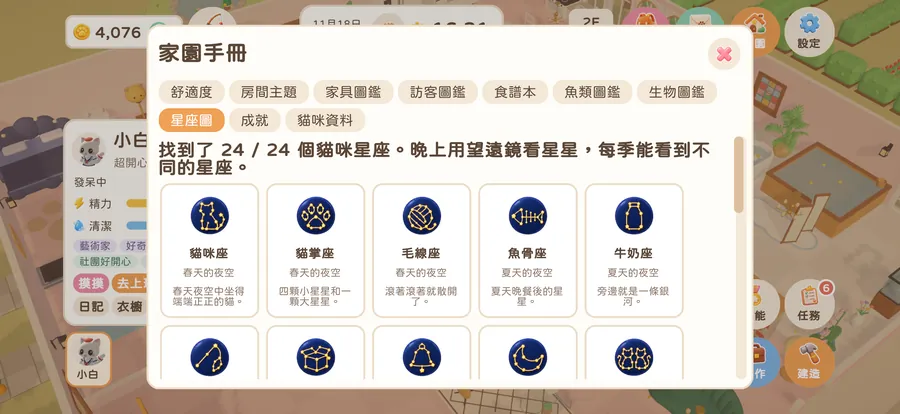 4,076
11月18日
2F
設定
家園手冊
舒適度 房間主題 家具圖鑑 訪客圖鑑 食譜本 魚類圖鑑 生物圖鑑
星座圖 成就 貓咪資料
找到了 24 / 24 個貓咪星座。晚上用望遠鏡看星星，每季能看到不
同的星座。
貓咪座
春天的夜空
春天夜空中坐得
端端正正的貓。
貓掌座
春天的夜空
四顆小星星和一
顆大星星。
毛線座
春天的夜空
滾著滾著就散開
了。
魚骨座
夏天的夜空
夏天晚餐後的星
星。
牛奶座
夏天的夜空
旁邊就是一條銀
河。
小白
超開心
發呆中
精力
清潔
藝術家 好奇
社團好開心
摸摸 去上
日記 衣櫥
小白
能
任務
6
作
建造